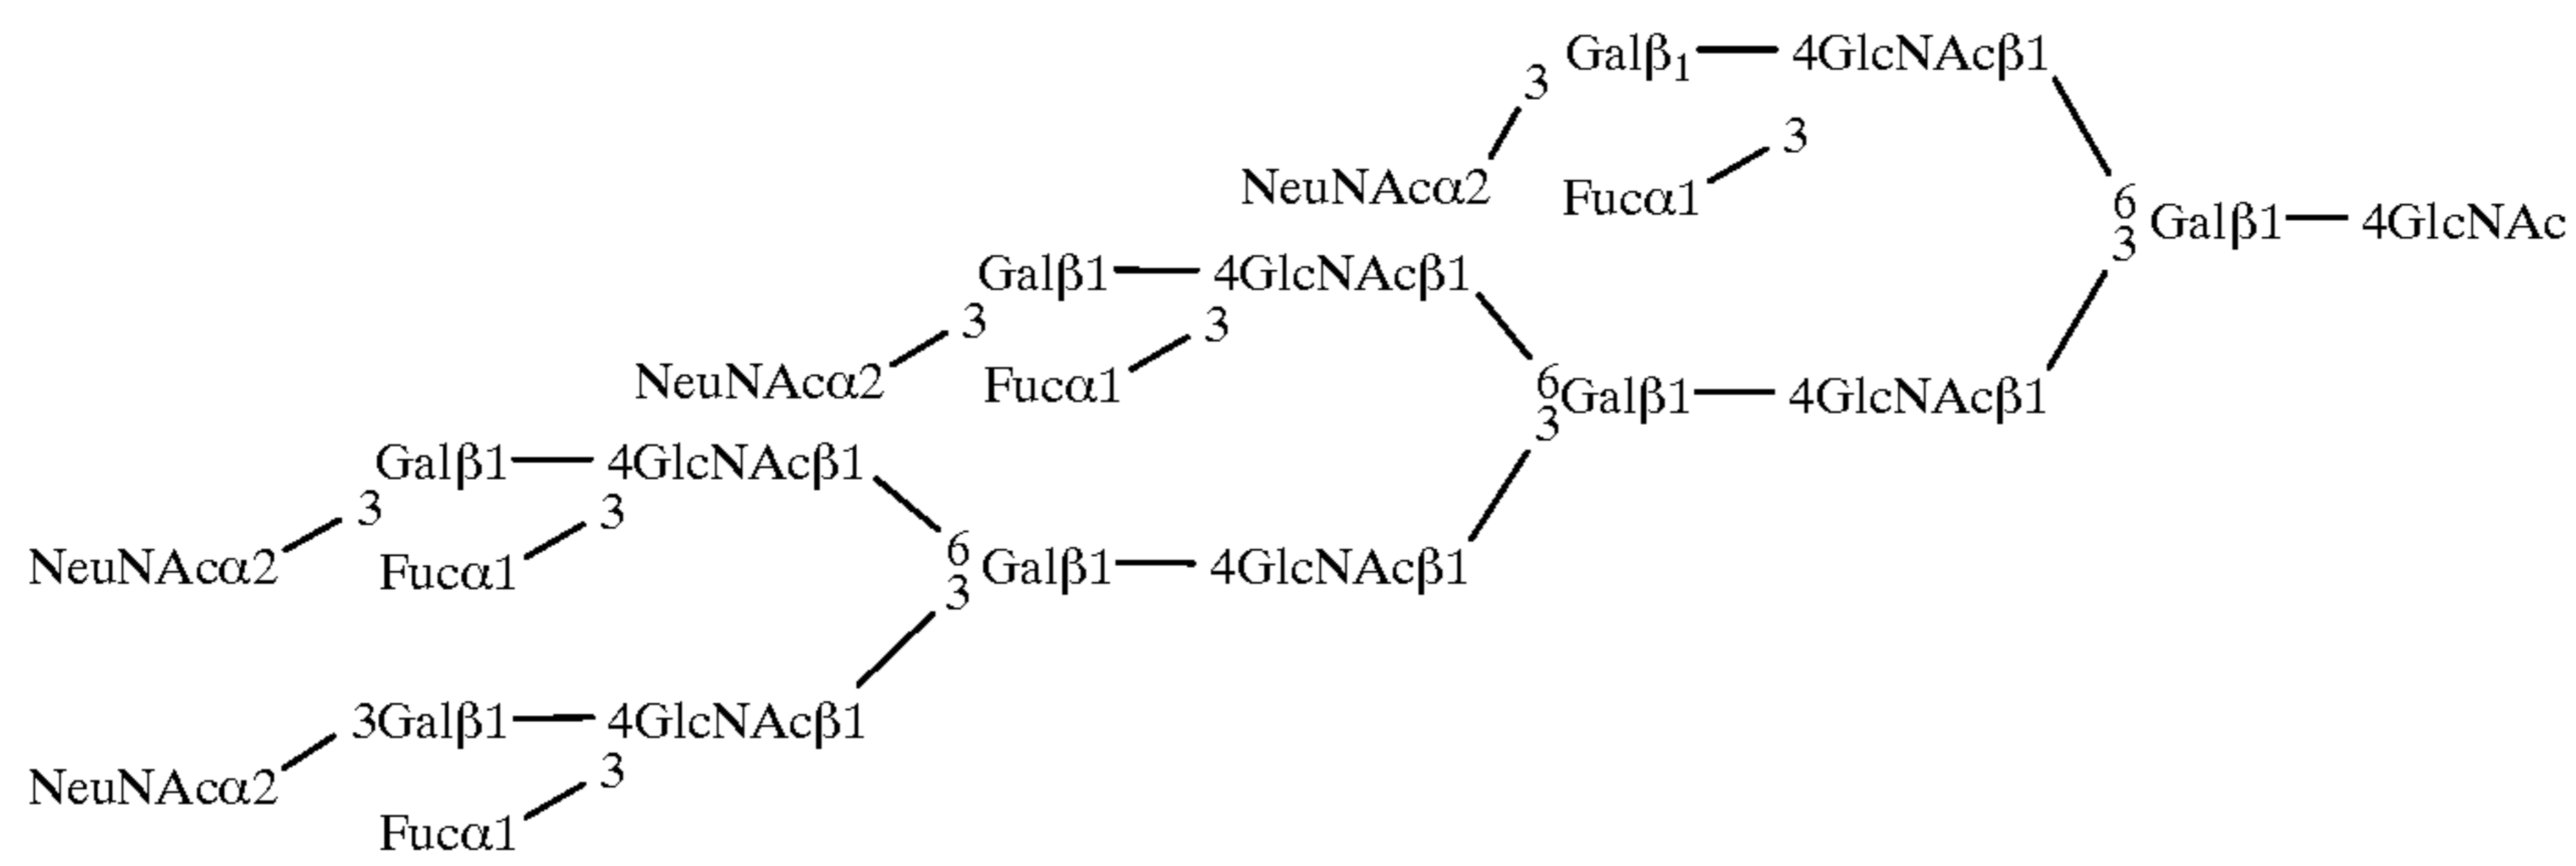 Galβ1—4GlcNAcβ1
3
3
NeuNAcα2 Fucα1
6
Galβ1—4GlcNAc
3
Galβ1—4GlcNAcβ1
3 3
NeuNAcα2 Fucα1
6
Galβ1—4GlcNAcβ1
3
Galβ1—4GlcNAcβ1
3 3
NeuNAcα2 Fucα1
6
Galβ1—4GlcNAcβ1
3
3Galβ1—4GlcNAcβ1
3
NeuNAcα2
Fucα1